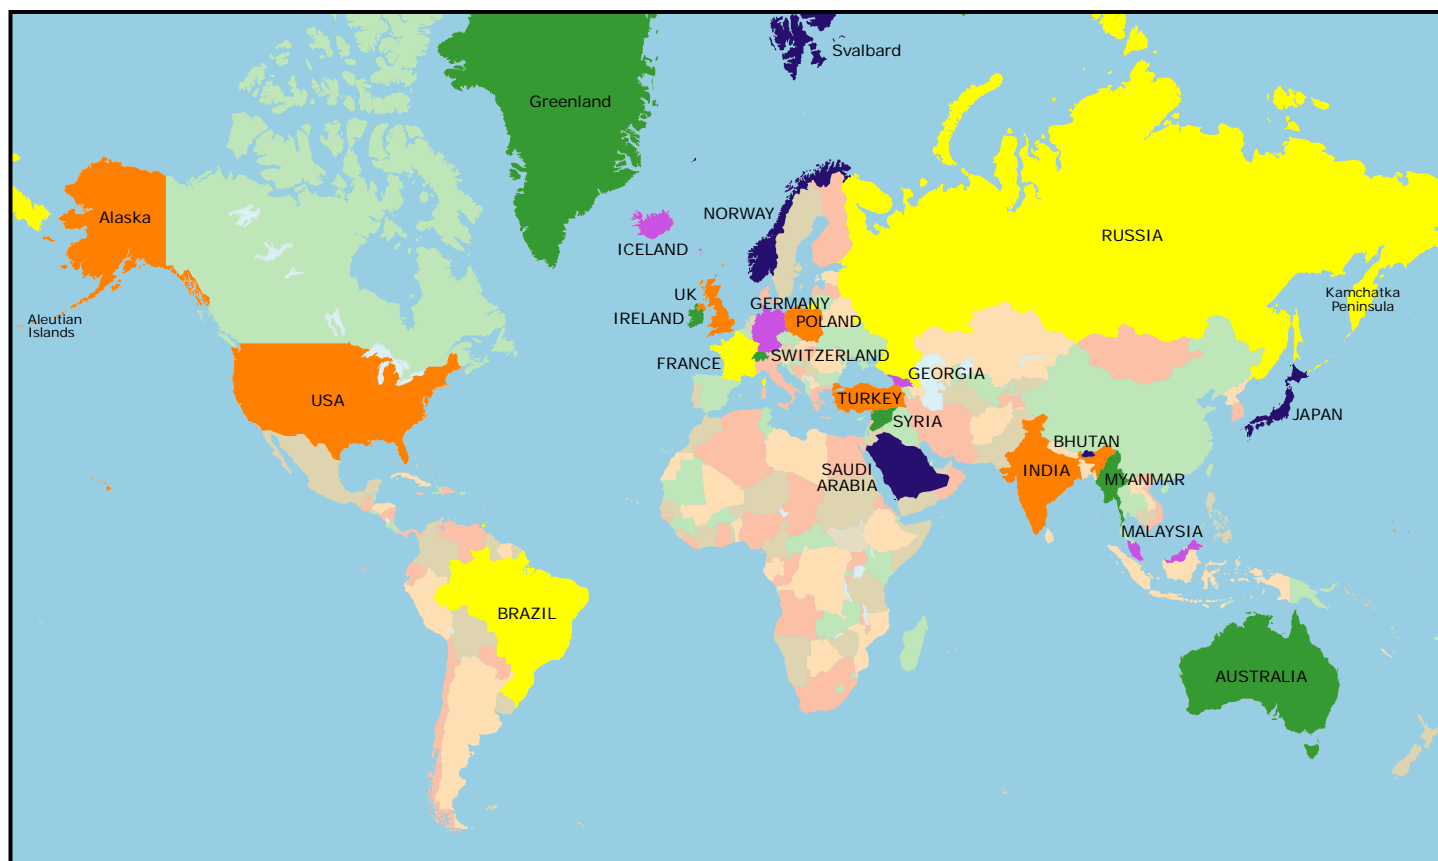 Svalbard
Greenland
Alaska
NORWAY
RUSSIA
ICELAND
UK
GERMANY
Kamchatka
Peninsula
Aleutian
Islands
IRELAND
POLAND
SWITZERLAND
FRANCE
GEORGIA
USA
TURKEY
JAPAN
SYRIA
BHUTAN
SAUDI
ARABIA
INDIA
MYANMAR
MALAYSIA
BRAZIL
AUSTRALIA